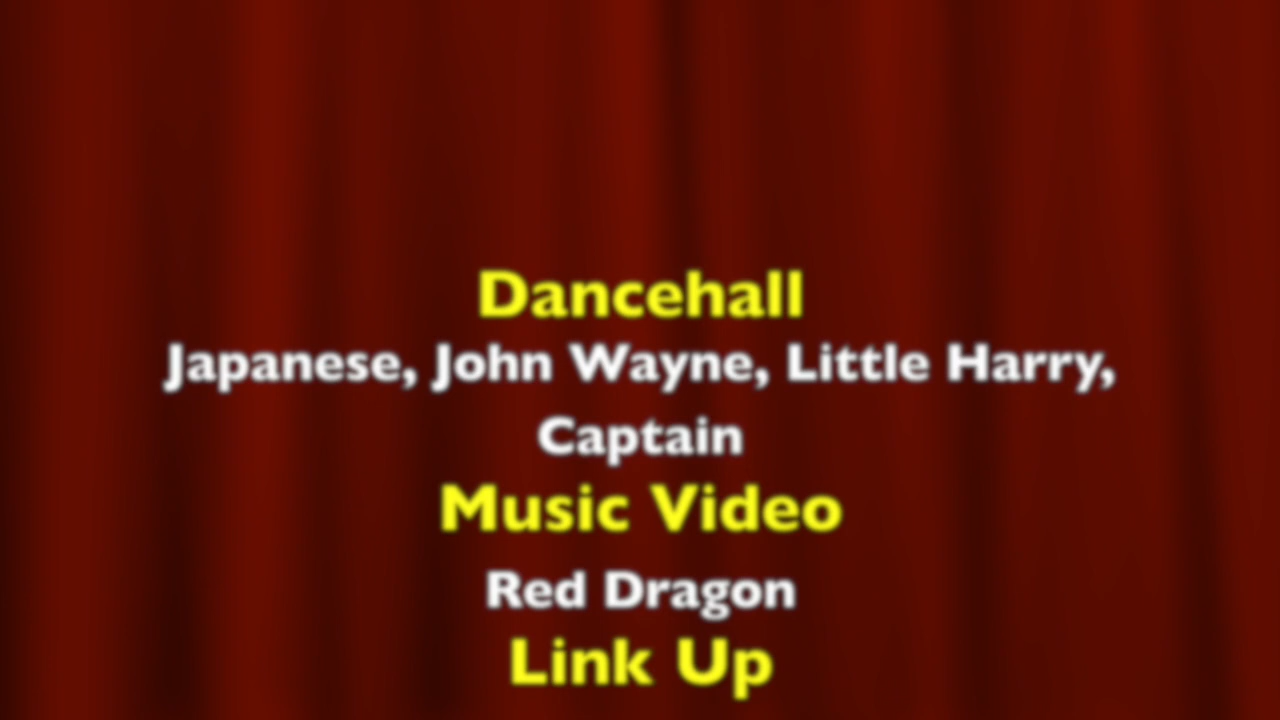 Dancehall
Japanese, John Wayne, Little Harry,
Captain
Music Video
Red Dragon
Link Up